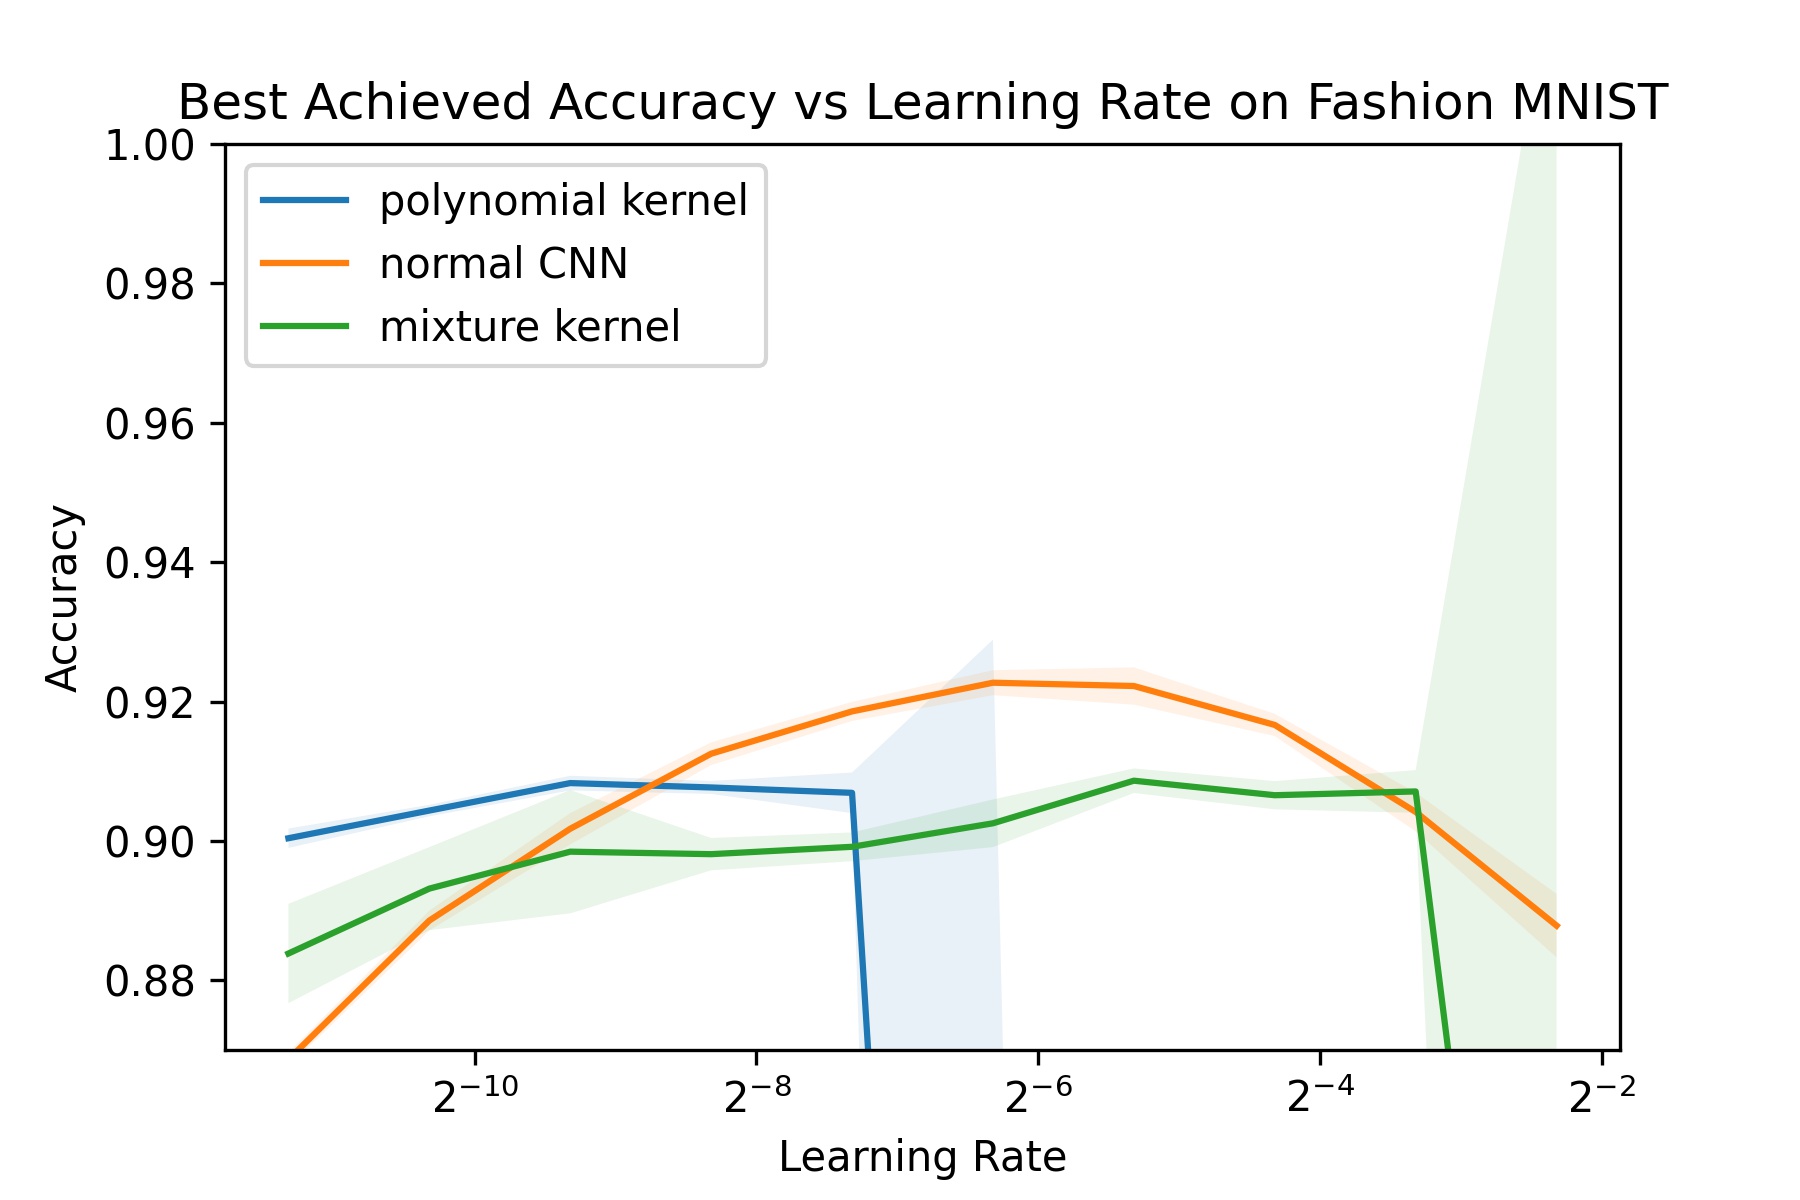 Best Achieved Accuracy vs Learning Rate on Fashion MNIST
1.00
0.98
0.96
0.94
0.92
0.90
0.88
Accuracy
polynomial kernel
normal CNN
mixture kernel
2⁻¹⁰
2⁻⁸
2⁻⁶
2⁻⁴
2⁻²
Learning Rate